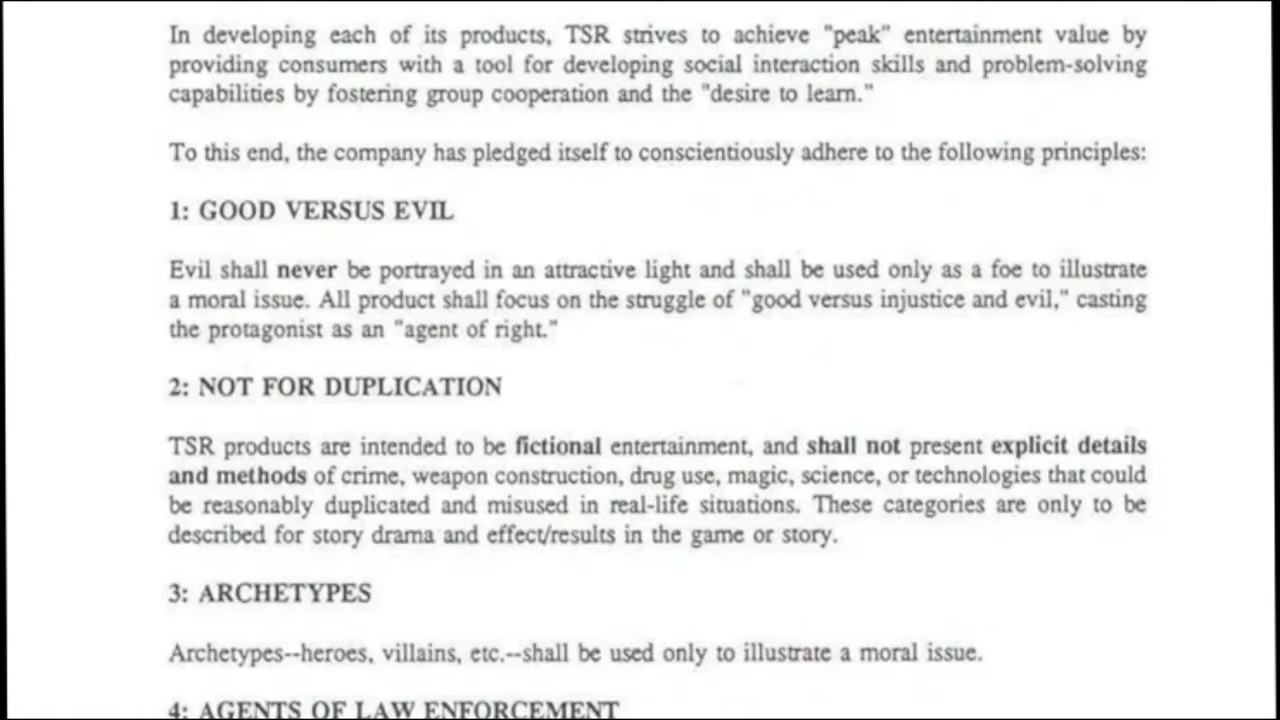 In developing each of its products, TSR strives to achieve "peak" entertainment value by
providing consumers with a tool for developing social interaction skills and problem-solving
capabilities by fostering group cooperation and the "desire to learn."
To this end, the company has pledged itself to conscientiously adhere to the following principles:
1: GOOD VERSUS EVIL
Evil shall never be portrayed in an attractive light and shall be used only as a foe to illustrate
a moral issue. All product shall focus on the struggle of "good versus injustice and evil," casting
the protagonist as an "agent of right."
2: NOT FOR DUPLICATION
TSR products are intended to be fictional entertainment, and shall not present explicit details
and methods of crime, weapon construction, drug use, magic, science, or technologies that could
be reasonably duplicated and misused in real-life situations. These categories are only to be
described for story drama and effect/results in the game or story.
3: ARCHETYPES
Archetypes--heroes, villains, etc.--shall be used only to illustrate a moral issue.
4: AGENTS OF LAW ENFORCEMENT